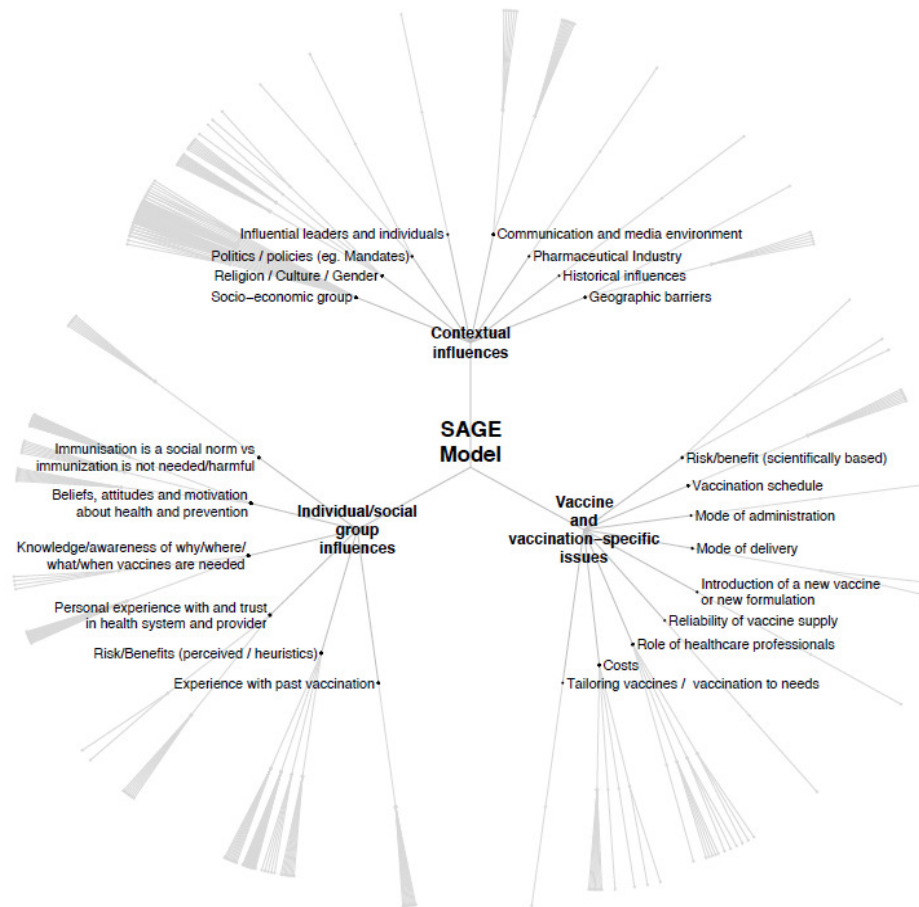 Influential leaders and individuals
Politics / policies (eg. Mandates)
Religion / Culture / Gender
Socio−economic group
Communication and media environment
Pharmaceutical Industry
Historical influences
Geographic barriers
Contextual
influences
SAGE
Model
Immunisation is a social norm vs
immunization is not needed/harmful
Beliefs, attitudes and motivation
about health and prevention
Knowledge/awareness of why/where/
what/when vaccines are needed
Personal experience with and trust
in health system and provider
Risk/Benefits (perceived / heuristics)
Experience with past vaccination
Individual/social
group
influences
Vaccine
and
vaccination−specific
issues
Risk/benefit (scientifically based)
Vaccination schedule
Mode of administration
Mode of delivery
Introduction of a new vaccine
or new formulation
Reliability of vaccine supply
Role of healthcare professionals
Costs
Tailoring vaccines / vaccination to needs